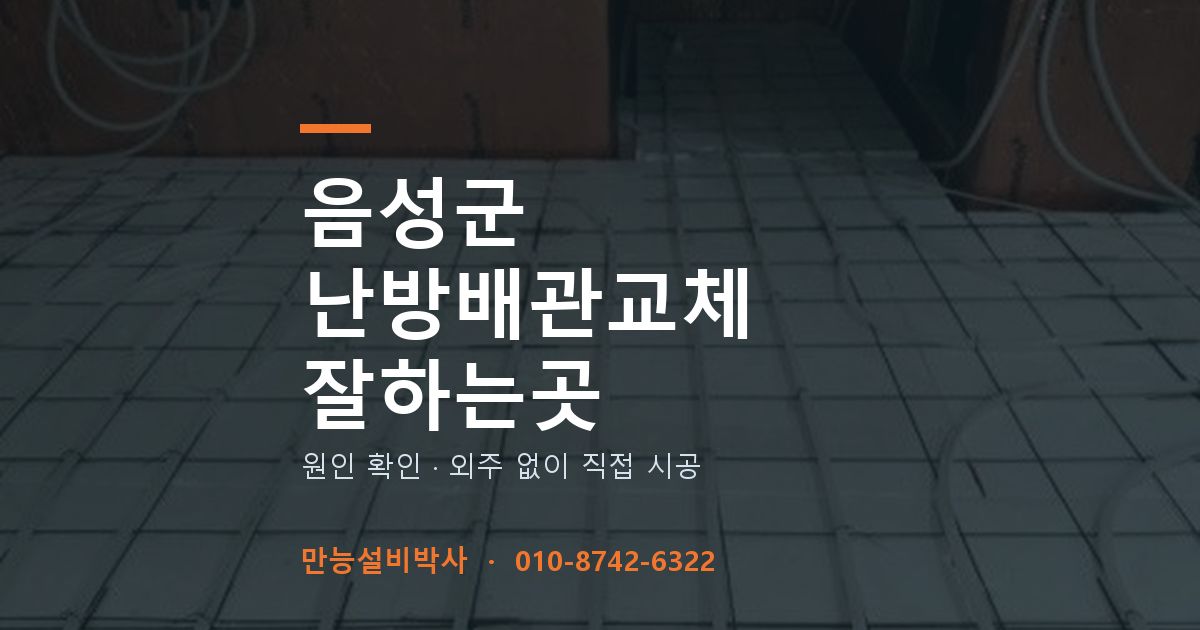 음성군
난방배관교체
잘하는곳
원인 확인 · 외주 없이 직접 시공
만능설비박사 · 010-8742-6322